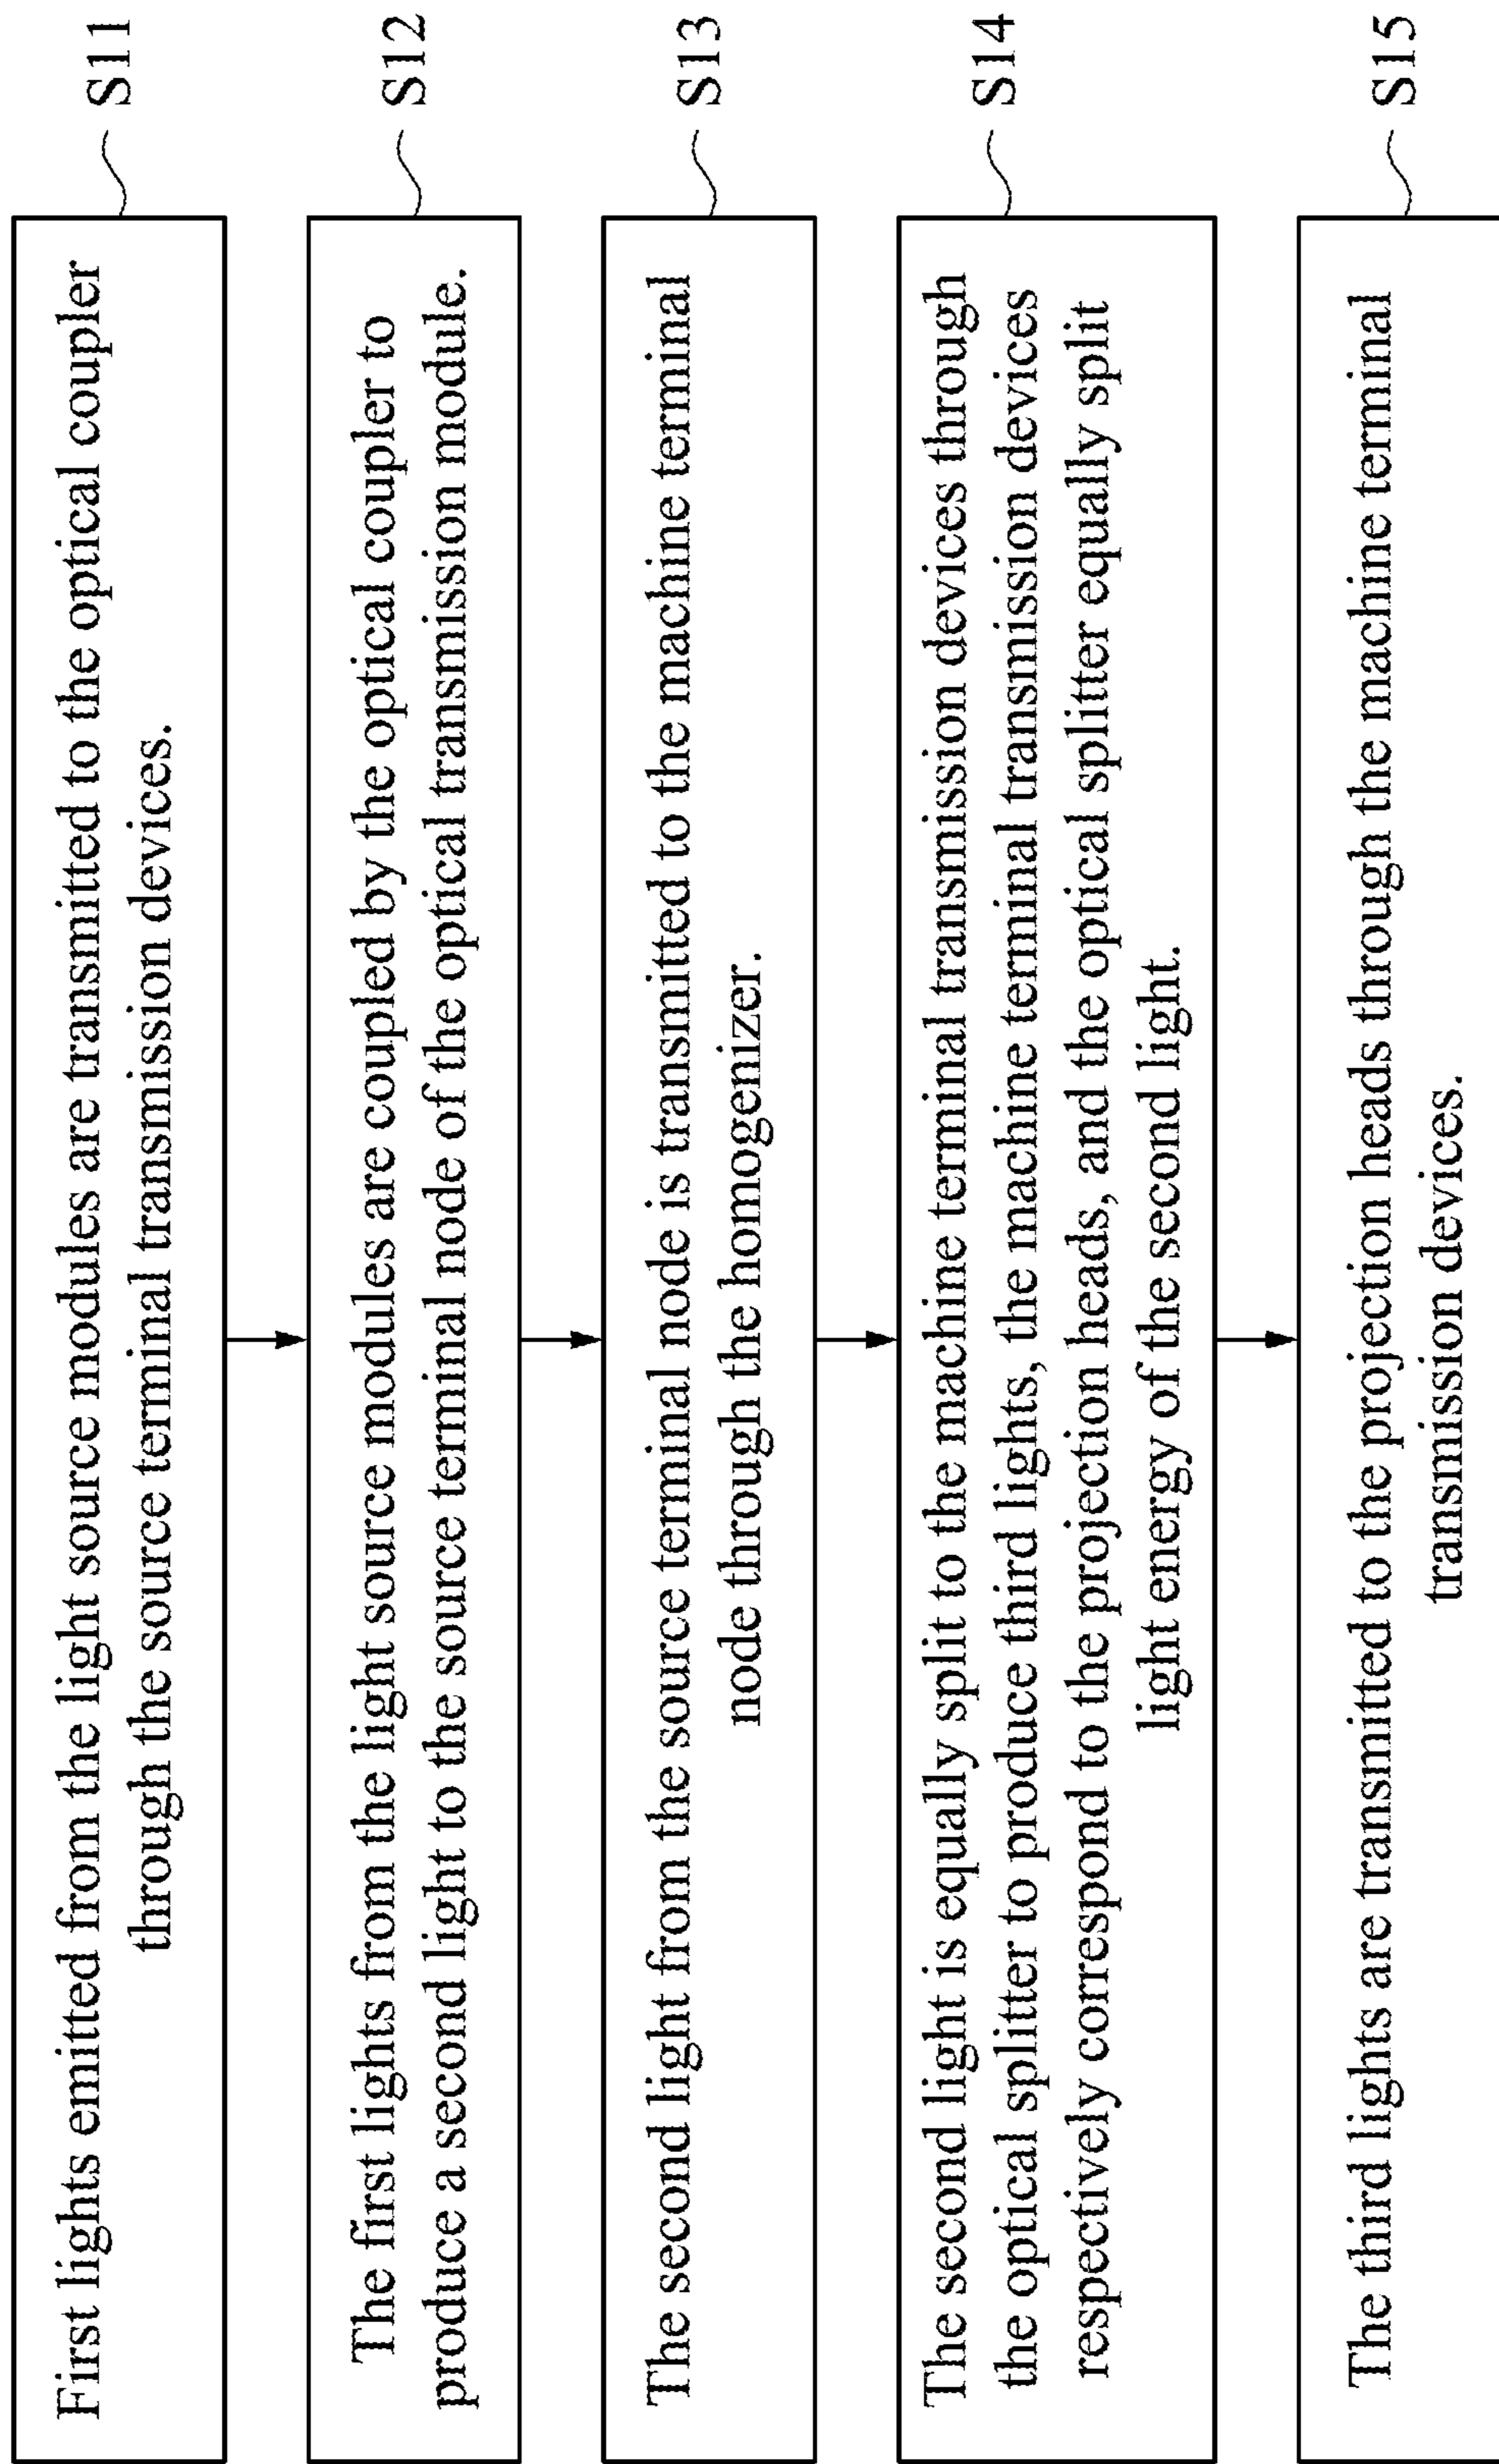 First lights emitted from the light source modules are transmitted to the optical coupler
through the source terminal transmission devices.
S11
The first lights from the light source modules are coupled by the optical coupler to
produce a second light to the source terminal node of the optical transmission module.
S12
The second light from the source terminal node is transmitted to the machine terminal
node through the homogenizer.
S13
The second light is equally split to the machine terminal transmission devices through
the optical splitter to produce third lights, the machine terminal transmission devices
respectively correspond to the projection heads, and the optical splitter equally split
light energy of the second light.
S14
The third lights are transmitted to the projection heads through the machine terminal
transmission devices.
S15